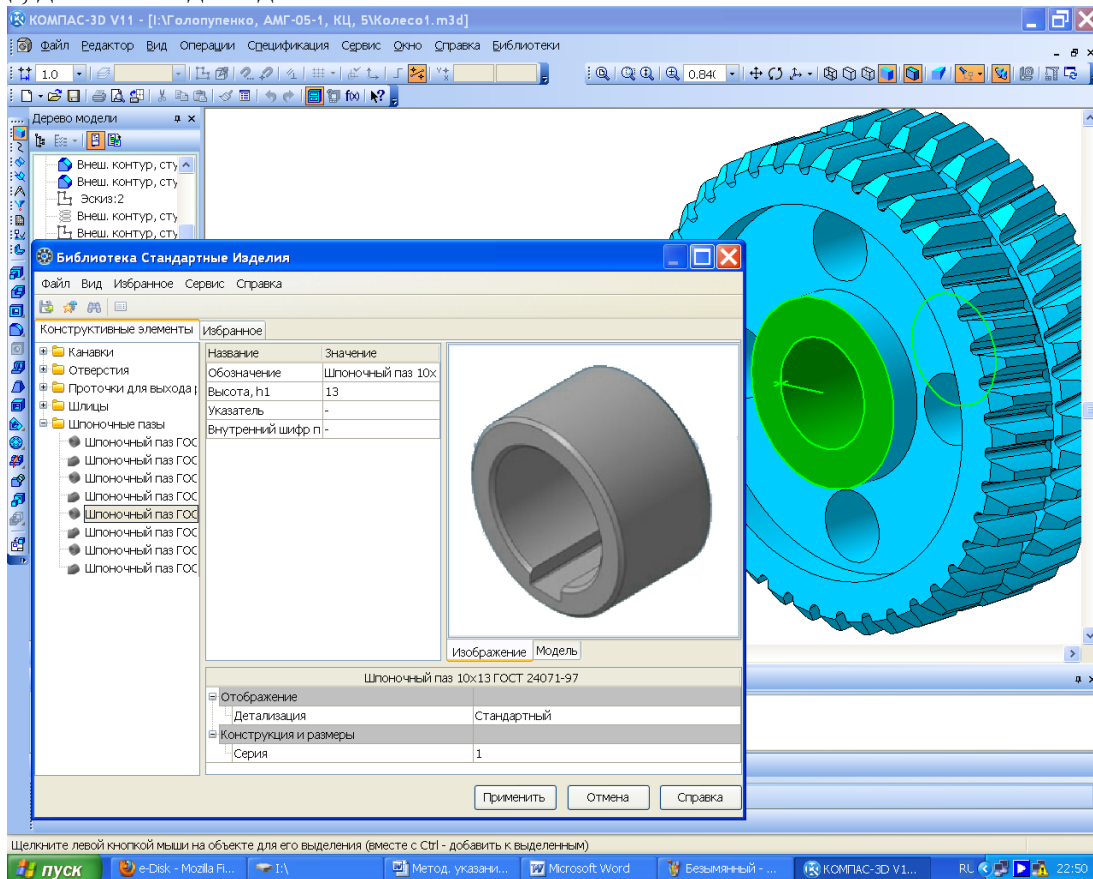 КОМПАС-3D V11 - [I:\Голопупенко, АМГ-05-1, КЦ, 5\Колесо1.m3d]
Файл Редактор Вид Операции Спецификация Сервис Окно Справка Библиотеки
1.0
0.84(
f(x)
Дерево модели
Внеш. контур, сту
Внеш. контур, сту
Эскиз:2
Внеш. контур, сту
Внеш. контур, сту
Библиотека Стандартные Изделия
Файл Вид Избранное Сервис Справка
Конструктивные элементы Избранное
Канавки
Отверстия
Проточки для выхода
Шлицы
Шпоночные пазы
Шпоночный паз ГОС
Шпоночный паз ГОС
Шпоночный паз ГОС
Шпоночный паз ГОС
Шпоночный паз ГОС
Шпоночный паз ГОС
Шпоночный паз ГОС
Шпоночный паз ГОС
Название Значение
Обозначение Шпоночный паз 10x
Высота, h1 13
Указатель -
Внутренний шифр п -
Изображение Модель
Шпоночный паз 10x13 ГОСТ 24071-97
Отображение
Детализация Стандартный
Конструкция и размеры
Серия 1
Применить Отмена Справка
Щелкните левой кнопкой мыши на объекте для его выделения (вместе с Ctrl - добавить к выделенным)
пуск e-Disk - Mozilla Fi... I:\ Метод. указани... Microsoft Word Безымянный - ... КОМПАС-3D V1... RL 22:50